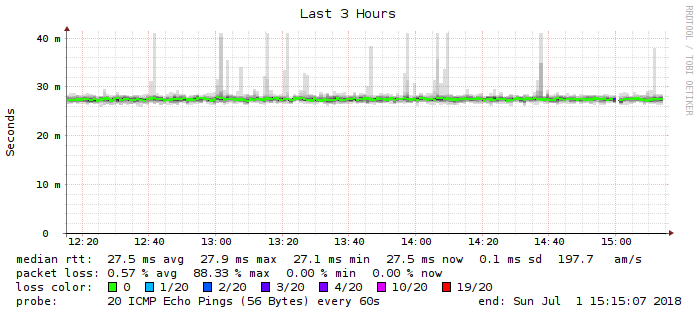 Last 3 Hours
RRDTOOL / TOBI OETIKER
Seconds
40 m
30 m
20 m
10 m
0
12:20 12:40 13:00 13:20 13:40 14:00 14:20 14:40 15:00
median rtt: 27.5 ms avg 27.9 ms max 27.1 ms min 27.5 ms now 0.1 ms sd 197.7 am/s
packet loss: 0.57 % avg 88.33 % max 0.00 % min 0.00 % now
loss color: 0 1/20 2/20 3/20 4/20 10/20 19/20
probe: 20 ICMP Echo Pings (56 Bytes) every 60s end: Sun Jul 1 15:15:07 2018